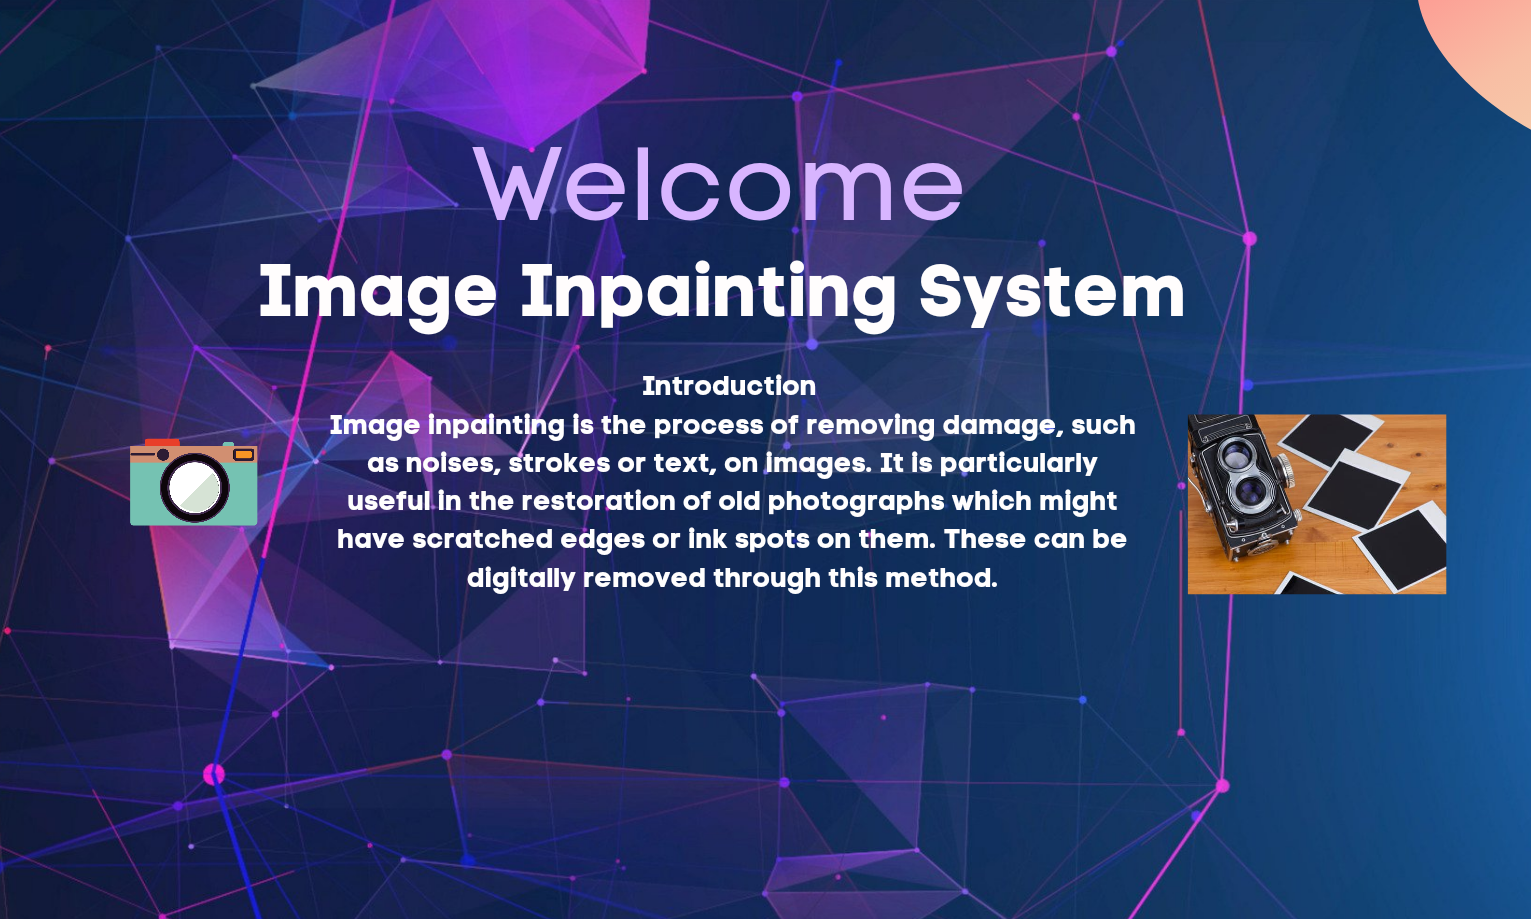 Welcome
Image Inpainting System
Introduction
Image inpainting is the process of removing damage, such
as noises, strokes or text, on images. It is particularly
useful in the restoration of old photographs which might
have scratched edges or ink spots on them. These can be
digitally removed through this method.